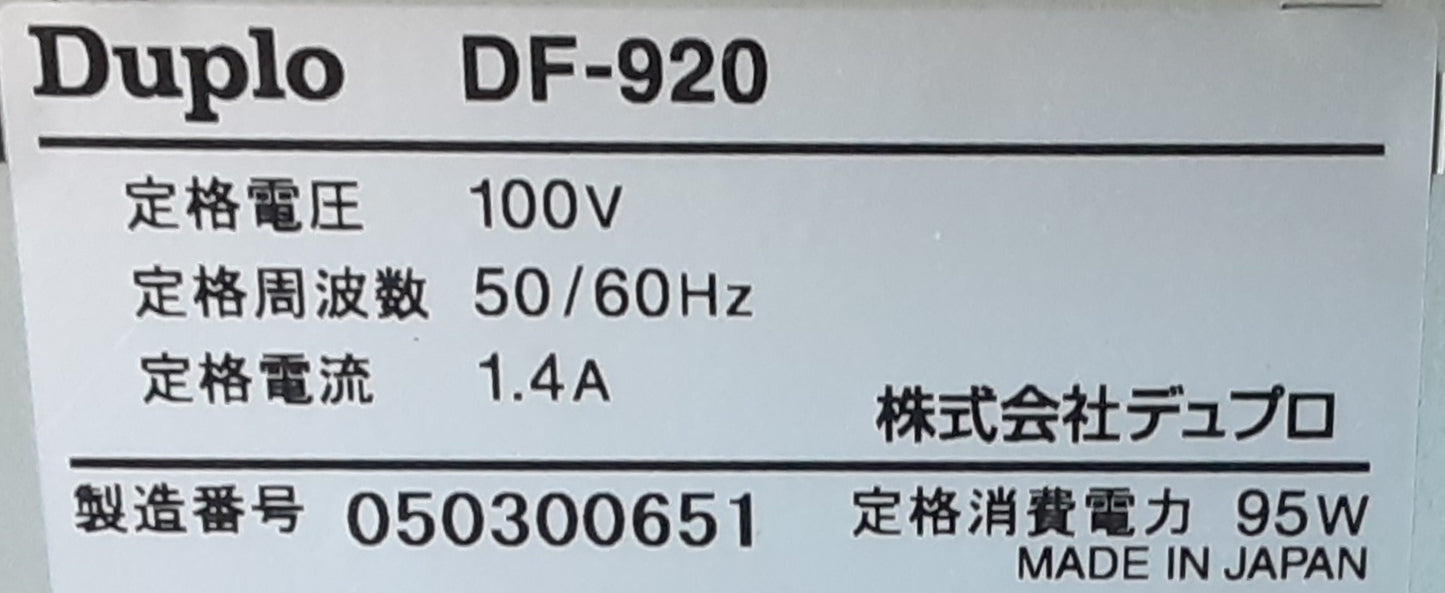 Duplo DF-920
定格電圧 100V
定格周波数 50/60Hz
定格電流 1.4A
株式会社デュプロ
製造番号 050300651 定格消費電力 95W
MADE IN JAPAN